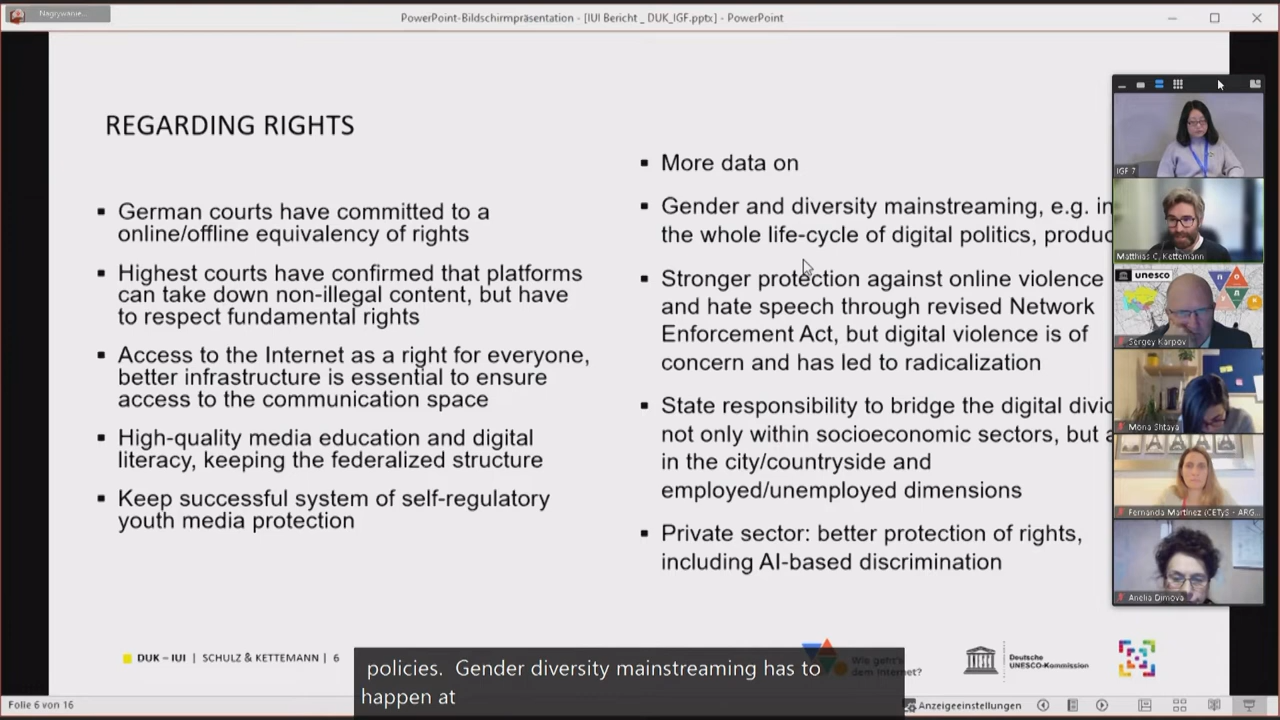 Nagrywanie...
PowerPoint-Bildschirmpräsentation - [IUI Bericht _ DUK_IGF.pptx] - PowerPoint
REGARDING RIGHTS
German courts have committed to a
online/offline equivalency of rights
Highest courts have confirmed that platforms
can take down non-illegal content, but have
to respect fundamental rights
Access to the Internet as a right for everyone,
better infrastructure is essential to ensure
access to the communication space
High-quality media education and digital
literacy, keeping the federalized structure
Keep successful system of self-regulatory
youth media protection
More data on
Gender and diversity mainstreaming, e.g. in
the whole life-cycle of digital politics, produc
Stronger protection against online violence
and hate speech through revised Network
Enforcement Act, but digital violence is of
concern and has led to radicalization
State responsibility to bridge the digital divid
not only within socioeconomic sectors, but a
in the city/countryside and
employed/unemployed dimensions
Private sector: better protection of rights,
including AI-based discrimination
IGF 7
Matthias C. Kettemann
unesco
Sergey Karpov
Mona Shtaya
Fernanda Martinez (CETyS - ARG...
Anelia Dimova
DUK – IUI | SCHULZ & KETTEMANN | 6
Wie geht's
dem Internet?
Deutsche
UNESCO-Kommission
policies. Gender diversity mainstreaming has to
happen at
Folie 6 von 16
Anzeigeeinstellungen